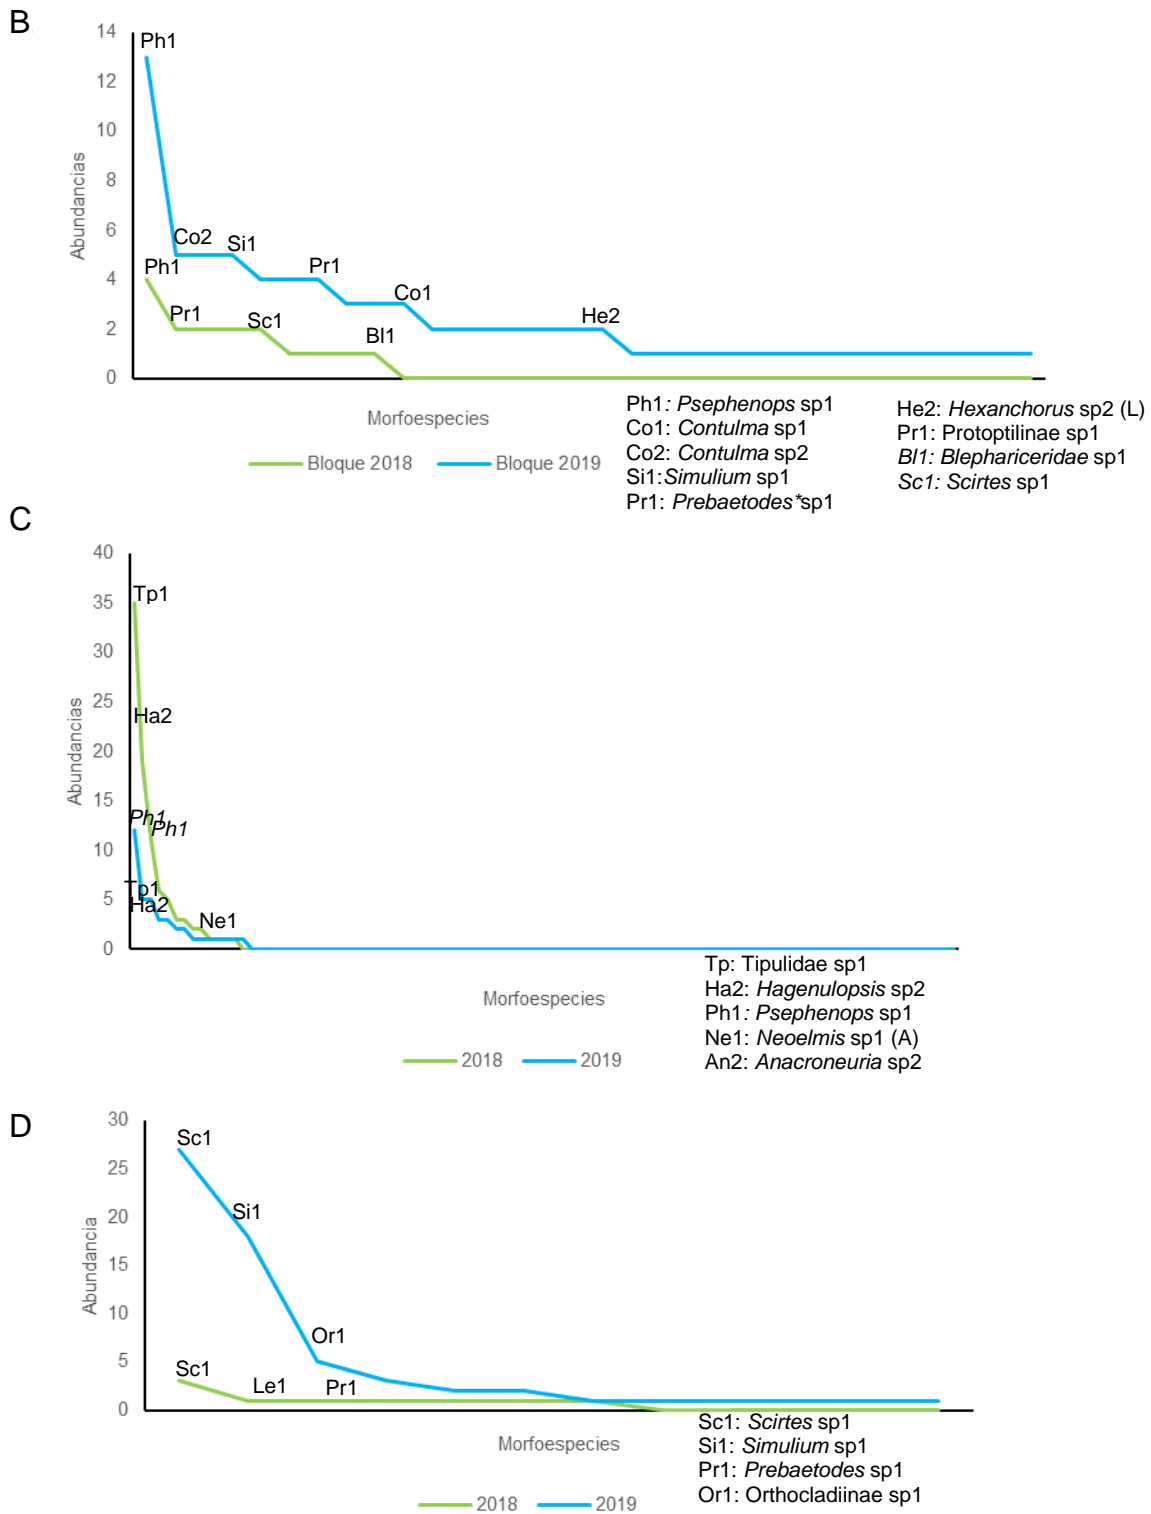 B
14
12
10
8
6
4
2
0
Abundancias
Ph1
Co2
Si1
Ph1
Pr1
Co1
Pr1
Sc1
Bl1
He2
Morfoespecies
Bloque 2018
Bloque 2019
Ph1: Psephenops sp1
Co1: Contulma sp1
Co2: Contulma sp2
Si1:Simulium sp1
Pr1: Prebaetodes*sp1
He2: Hexanchorus sp2 (L)
Pr1: Protoptilinae sp1
Bl1: Blephariceridae sp1
Sc1: Scirtes sp1
C
40
35
30
25
20
15
10
5
0
Abundancias
Tp1
Ha2
Ph1
Ph1
Tp1
Ha2
Ne1
Morfoespecies
2018
2019
Tp: Tipulidae sp1
Ha2: Hagenulopsis sp2
Ph1: Psephenops sp1
Ne1: Neoelmis sp1 (A)
An2: Anacroneuria sp2
D
30
25
20
15
10
5
0
Abundancia
Sc1
Si1
Or1
Sc1
Le1
Pr1
Morfoespecies
2018
2019
Sc1: Scirtes sp1
Si1: Simulium sp1
Pr1: Prebaetodes sp1
Or1: Orthocladiinae sp1